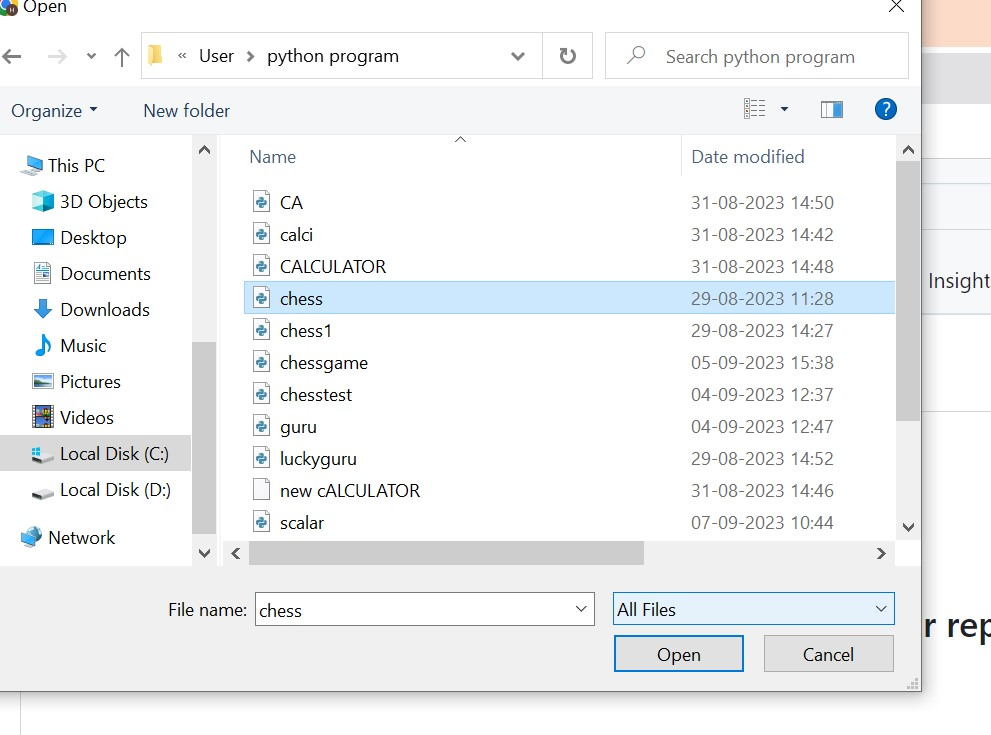 Open
« User > python program
Search python program
Organize
New folder
?
Name
Date modified
This PC
3D Objects
Desktop
Documents
Downloads
Music
Pictures
Videos
Local Disk (C:)
Local Disk (D:)
Network
CA 31-08-2023 14:50
calci 31-08-2023 14:42
CALCULATOR 31-08-2023 14:48
chess 29-08-2023 11:28
chess1 29-08-2023 14:27
chessgame 05-09-2023 15:38
chesstest 04-09-2023 12:37
guru 04-09-2023 12:47
luckyguru 29-08-2023 14:52
new cALCULATOR 31-08-2023 14:46
scalar 07-09-2023 10:44
Insight
r rep
File name: chess
All Files
Open
Cancel